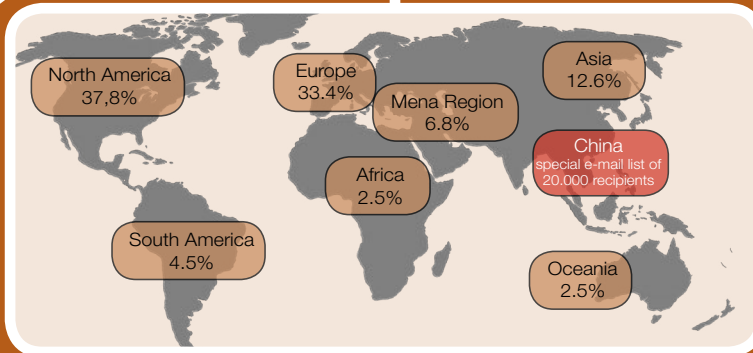 North America
37,8%
Europe
33.4%
Mena Region
6.8%
Asia
12.6%
China
special e-mail list of
20.000 recipients
Africa
2.5%
South America
4.5%
Oceania
2.5%